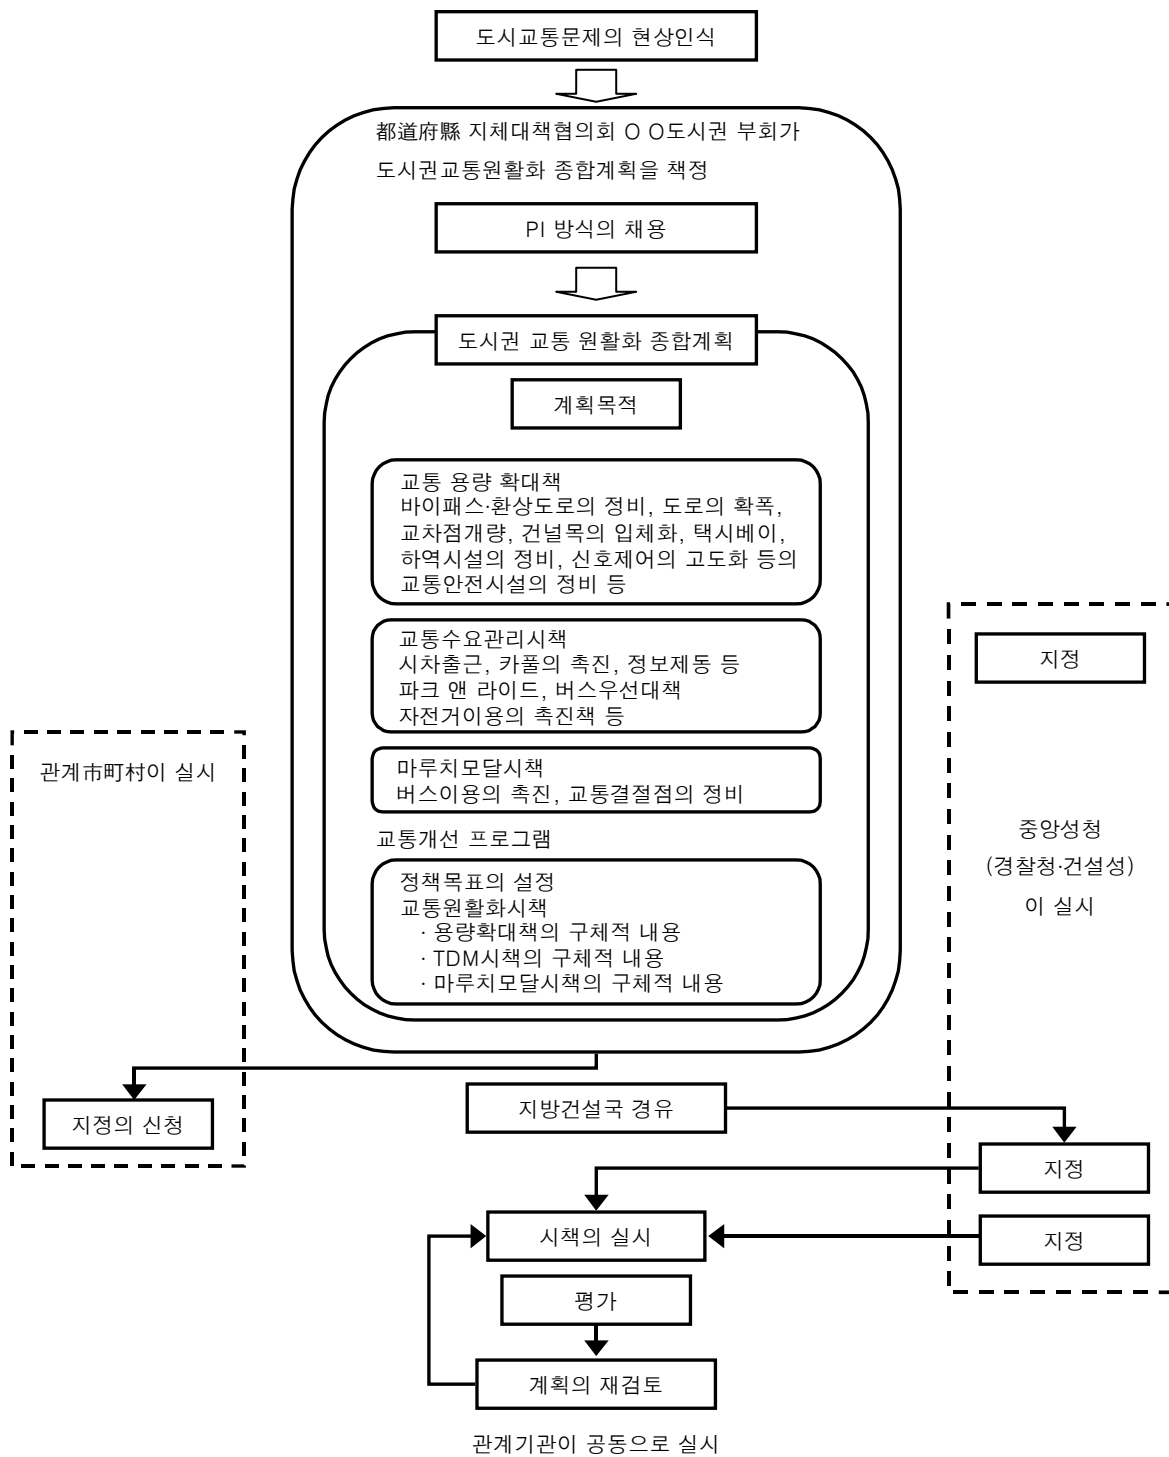 도시교통문제의 현상인식
都道府縣 지체대책협의회 O O도시권 부회가
도시권교통원활화 종합계획을 책정
PI 방식의 채용
도시권 교통 원활화 종합계획
계획목적
교통 용량 확대책
바이패스·환상도로의 정비, 도로의 확폭,
교차점개량, 건널목의 입체화, 택시베이,
하역시설의 정비, 신호제어의 고도화 등의
교통안전시설의 정비 등
교통수요관리시책
시차출근, 카풀의 촉진, 정보제동 등
파크 앤 라이드, 버스우선대책
자전거이용의 촉진책 등
마루치모달시책
버스이용의 촉진, 교통결절점의 정비
교통개선 프로그램
정책목표의 설정
교통원활화시책
· 용량확대책의 구체적 내용
· TDM시책의 구체적 내용
· 마루치모달시책의 구체적 내용
관계市町村이 실시
지정의 신청
지정
중앙성청
(경찰청·건설성)
이 실시
지방건설국 경유
지정
지정
시책의 실시
평가
계획의 재검토
관계기관이 공동으로 실시